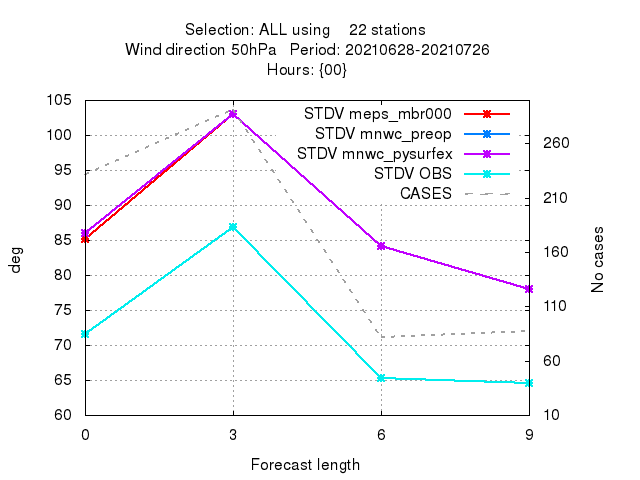 Selection: ALL using    22 stations
Wind direction 50hPa   Period: 20210628-20210726
Hours: {00}
STDV meps_mbr000
STDV mnwc_preop
STDV mnwc_pysurfex
STDV OBS
CASES
105
100
95
90
85
80
75
70
65
60
deg
260
210
160
110
60
10
No cases
0 3 6 9
Forecast length